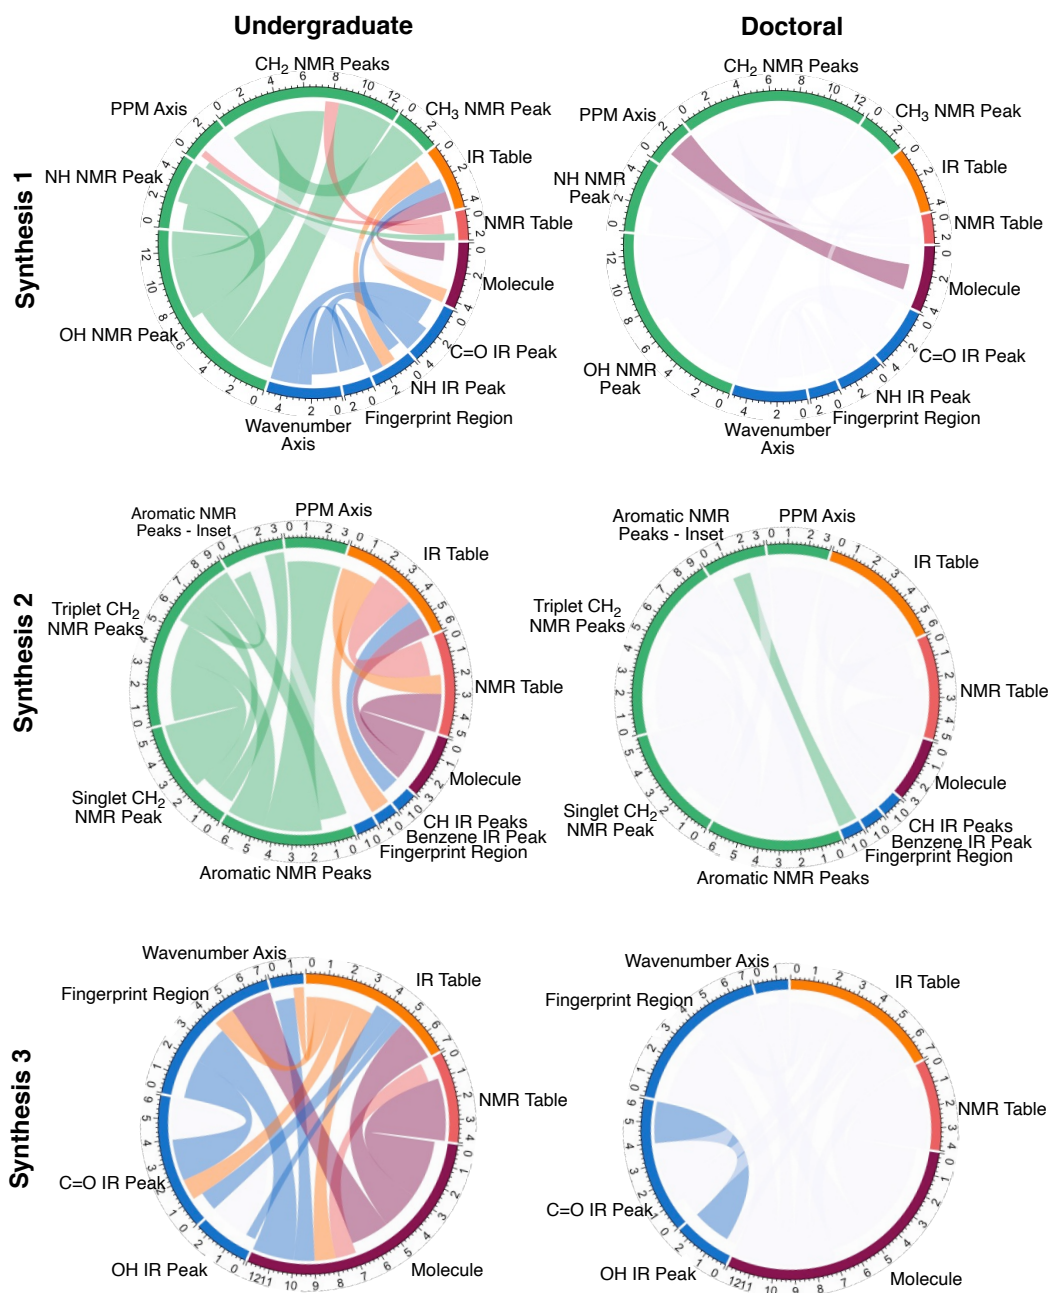 Undergraduate
Doctoral
Synthesis 1
CH2 NMR Peaks
PPM Axis
CH3 NMR Peak
IR Table
NH NMR Peak
NMR Table
Molecule
OH NMR Peak
C=O IR Peak
NH IR Peak
Fingerprint Region
Wavenumber
Axis
CH2 NMR Peaks
PPM Axis
CH3 NMR Peak
IR Table
NH NMR
Peak
NMR Table
Molecule
C=O IR Peak
OH NMR
Peak
NH IR Peak
Fingerprint Region
Wavenumber
Axis
Synthesis 2
Aromatic NMR
Peaks - Inset
PPM Axis
IR Table
Triplet CH2
NMR Peaks
NMR Table
Molecule
Singlet CH2
NMR Peak
CH IR Peaks
Benzene IR Peak
Fingerprint Region
Aromatic NMR Peaks
Aromatic NMR
Peaks - Inset
PPM Axis
IR Table
Triplet CH2
NMR Peaks
NMR Table
Molecule
Singlet CH2
NMR Peak
CH IR Peaks
Benzene IR Peak
Fingerprint Region
Aromatic NMR Peaks
Synthesis 3
Wavenumber Axis
IR Table
Fingerprint Region
NMR Table
C=O IR Peak
OH IR Peak
Molecule
Wavenumber Axis
IR Table
Fingerprint Region
NMR Table
C=O IR Peak
OH IR Peak
Molecule